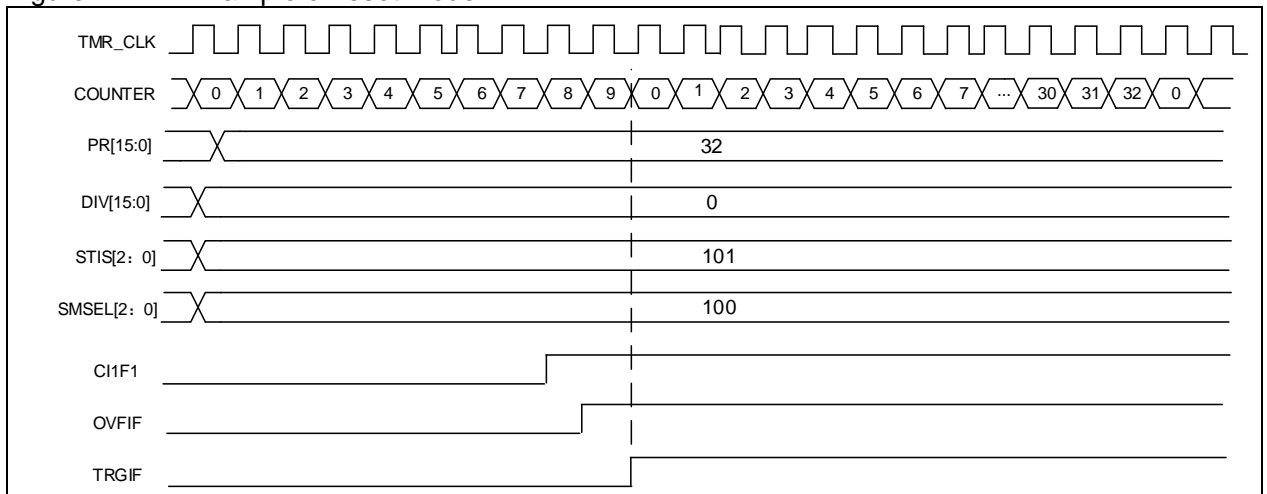 TMR_CLK
COUNTER 0 1 2 3 4 5 6 7 8 9 0 1 2 3 4 5 6 7 ... 30 31 32 0
PR[15:0] 32
DIV[15:0] 0
STIS[2：0] 101
SMSEL[2：0] 100
CI1F1
OVFIF
TRGIF